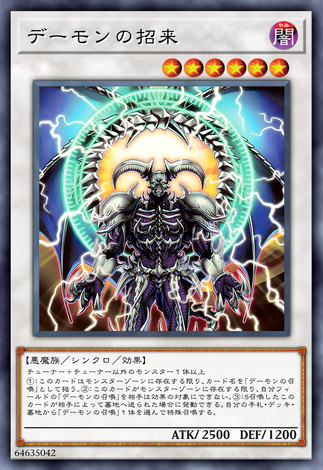 デーモンの招来
やみ
闇
【悪魔族/シンクロ/効果】
チューナー+チューナー以外のモンスター1体以上
①:このカードはモンスターゾーンに存在する限り、カード名を「デーモンの召
喚」として扱う。②:このカードがモンスターゾーンに存在する限り、自分フィ
ールドの「デーモンの召喚」を相手は効果の対象にできない。③:S召喚したこの
カードが相手によって墓地へ送られた場合に発動できる。自分の手札・デッキ・
墓地から「デーモンの召喚」1体を選んで特殊召喚する。
ATK/2500 DEF/1200
64635042